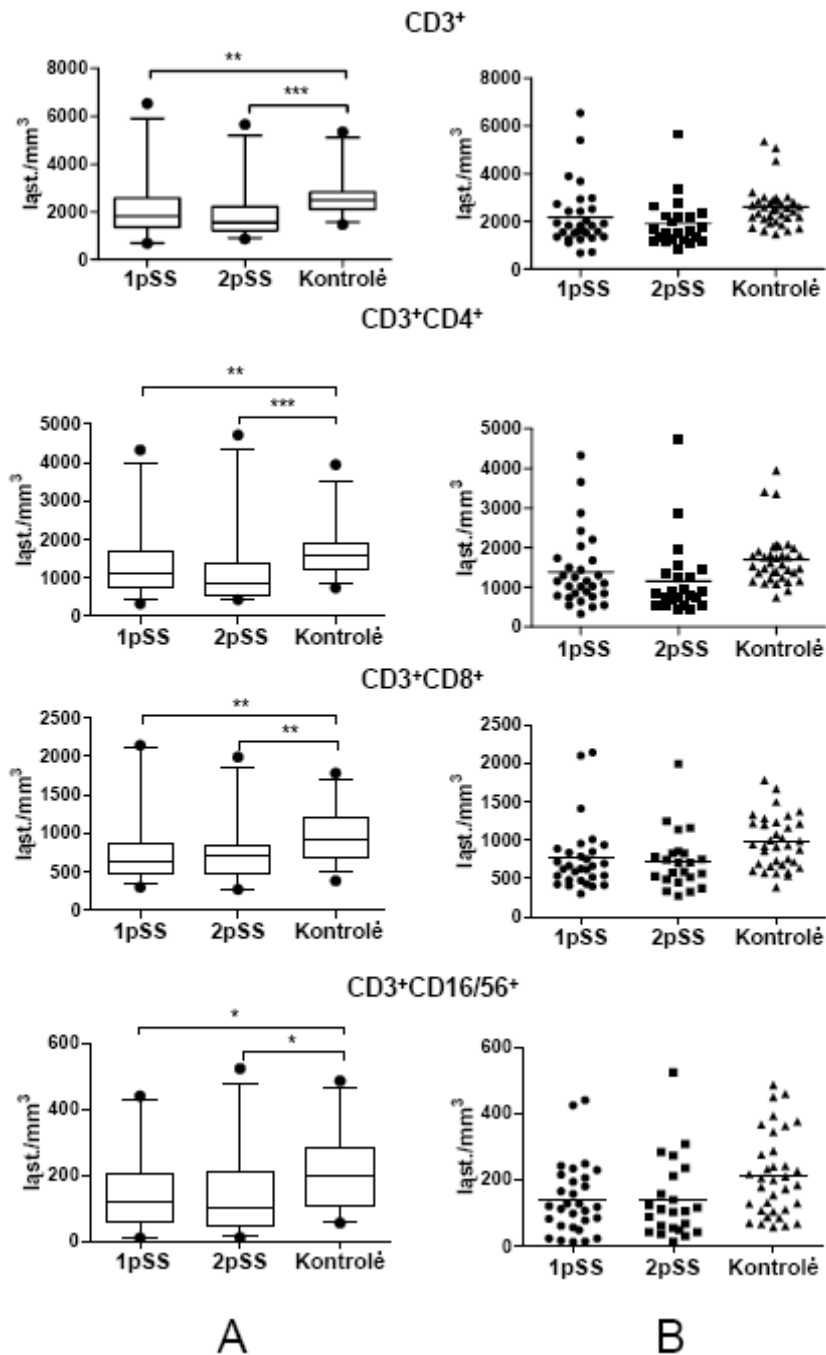 CD3⁺
** 
***
ląst./mm³
8000
6000
4000
2000
0
1pSS 2pSS Kontrolė
ląst./mm³
8000
6000
4000
2000
0
1pSS 2pSS Kontrolė
CD3⁺CD4⁺
**
***
ląst./mm³
5000
4000
3000
2000
1000
0
1pSS 2pSS Kontrolė
ląst./mm³
5000
4000
3000
2000
1000
0
1pSS 2pSS Kontrolė
CD3⁺CD8⁺
**
**
ląst./mm³
2500
2000
1500
1000
500
0
1pSS 2pSS Kontrolė
ląst./mm³
2500
2000
1500
1000
500
0
1pSS 2pSS Kontrolė
CD3⁺CD16/56⁺
*
*
ląst./mm³
600
400
200
0
1pSS 2pSS Kontrolė
ląst./mm³
600
400
200
0
1pSS 2pSS Kontrolė
A B